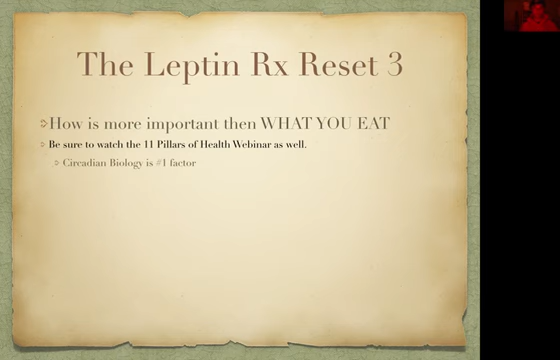 The Leptin Rx Reset 3
How is more important then WHAT YOU EAT
Be sure to watch the 11 Pillars of Health Webinar as well.
Circadian Biology is #1 factor